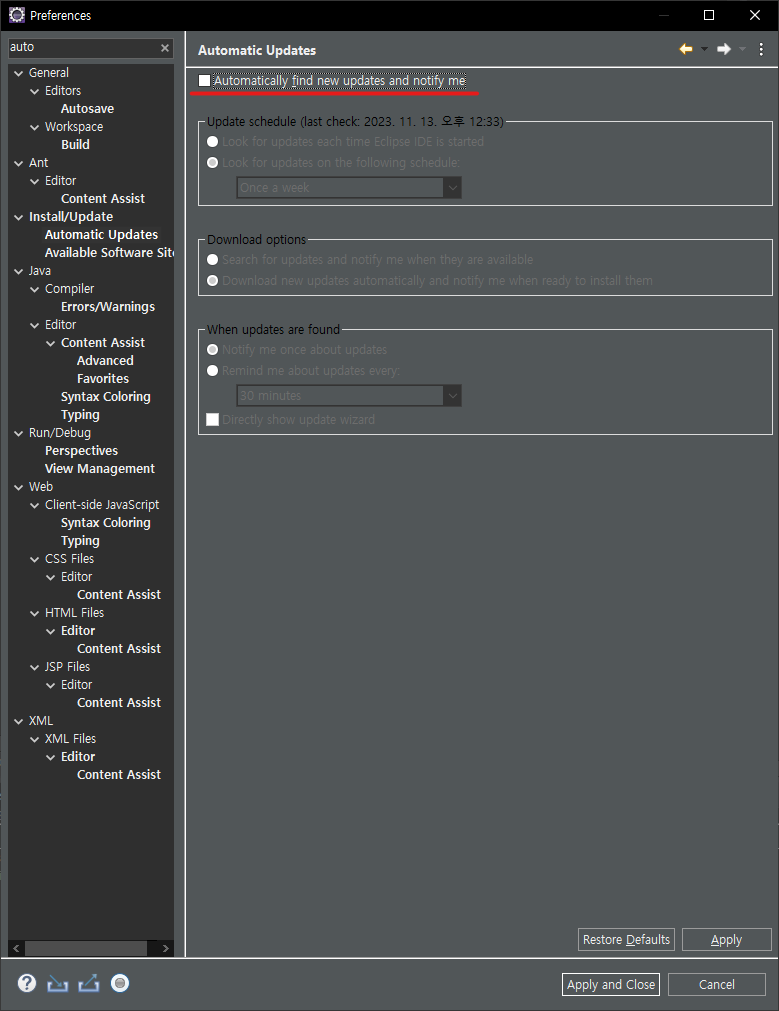 Preferences
auto
General
Editors
Autosave
Workspace
Build
Ant
Editor
Content Assist
Install/Update
Automatic Updates
Available Software Site
Java
Compiler
Errors/Warnings
Editor
Content Assist
Advanced
Favorites
Syntax Coloring
Typing
Run/Debug
Perspectives
View Management
Web
Client-side JavaScript
Syntax Coloring
Typing
CSS Files
Editor
Content Assist
HTML Files
Editor
Content Assist
JSP Files
Editor
Content Assist
XML
XML Files
Editor
Content Assist
Automatic Updates
Automatically find new updates and notify me
Update schedule (last check: 2023. 11. 13. 오후 12:33)
Look for updates each time Eclipse IDE is started
Look for updates on the following schedule:
Once a week
Download options
Search for updates and notify me when they are available
Download new updates automatically and notify me when ready to install them
When updates are found
Notify me once about updates
Remind me about updates every:
30 minutes
Directly show update wizard
Restore Defaults
Apply
Apply and Close
Cancel